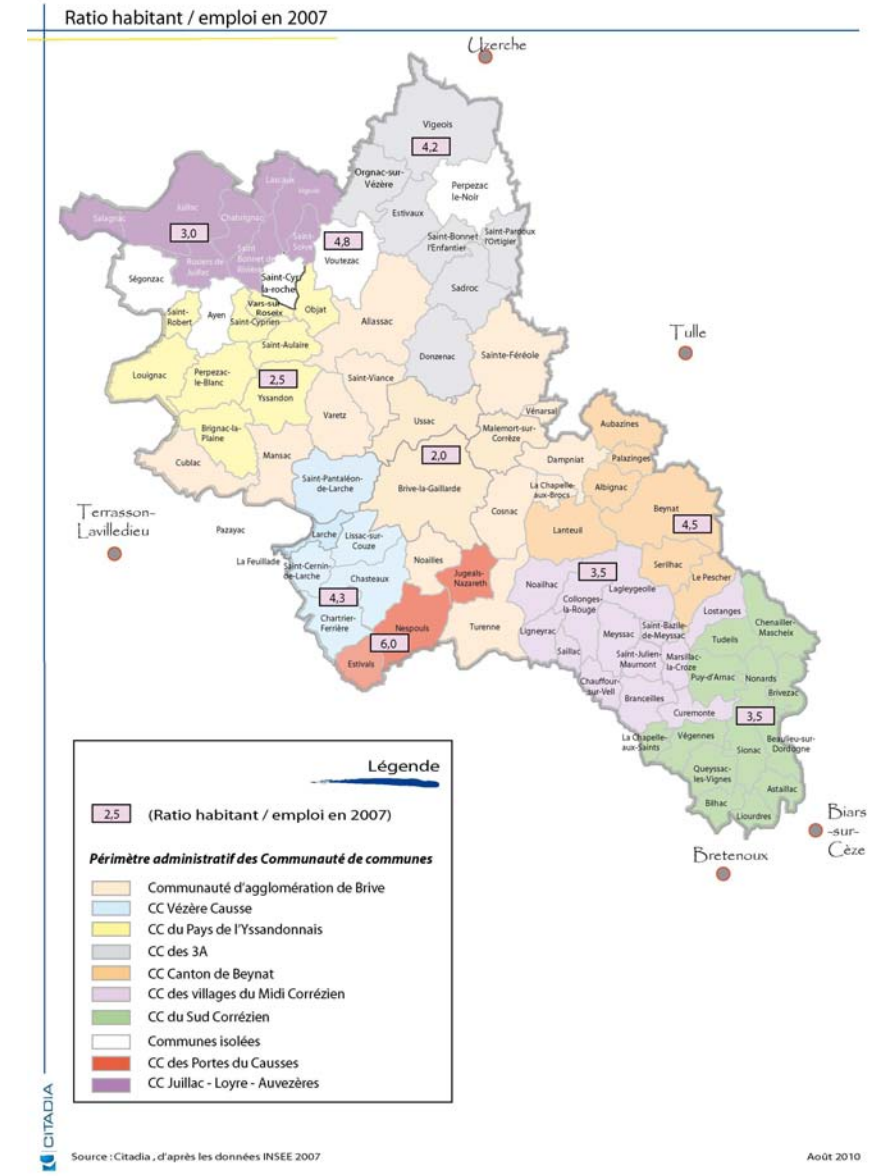 Ratio habitant / emploi en 2007
Uzerche
Vigeois
4,2
Orgnac-sur-
Vézère
Perpezac
le-Noir
Lascaux
Juillac
Voutezac
Salagnac
Chabrignac
Estivaux
3,0
4,8
Saint-Bonnet
l'Enfantier
Saint-Pardoux
l'Ortigier
Rosiers de
Juillac
Ségonzac
Saint-Cyr
la-roche
Sadroc
Saint-
Robert
Ayen
Vars-sur
Roseix
Saint-Cyprien
Objat
Allassac
Saint-Aulaire
Donzenac
Sainte-Féréole
Tulle
Louignac
Perpezac-
le-Blanc
2,5
Yssandon
Saint-Viance
Varetz
Ussac
Vénarsal
Aubazines
Brignac-la-
Plaine
Malemort-sur-
Corrèze
Cublac
Mansac
2,0
Dampniat
Palazinges
Saint-Pantaléon-
de-Larche
Brive-la-Gaillarde
La Chapelle-
aux-Brocs
Albignac
Beynat
Terrasson-
Lavilledieu
Cosnac
4,5
Pazayac
Larche
Lissac-sur-
Couze
Lanteuil
La Feuillade
Saint-Cernin-
de-Larche
Noailles
Serilhac
Chasteaux
Jugeals-
Nazareth
Noailhac
3,5
Lagleygeolle
Le Pescher
4,3
Collonges-
la-Rouge
Lostanges
Chartrier-
Ferrière
Nespouls
Turenne
Ligneyrac
Meyssac
Saint-Bazile-
de-Meyssac
Chenailler-
Mascheix
6,0
Saillac
Tudeils
Estivals
Saint-Julien-
Maumont
Marsillac-
la-Croze
Chauffour-
sur-Vell
Puy-d'Arnac
Nonards
Branceilles
Brivezac
Curemonte
3,5
La Chapelle-
aux-Saints
Végennes
Sionac
Beaulieu-sur-
Dordogne
Queyssac-
les-Vignes
Astaillac
Bilhac
Liourdres
Biars
-sur-
Cèze
Bretenoux
Légende
2,5 (Ratio habitant / emploi en 2007)
Périmètre administratif des Communauté de communes
Communauté d'agglomération de Brive
CC Vézère Causse
CC du Pays de l'Yssandonnais
CC des 3A
CC Canton de Beynat
CC des villages du Midi Corrézien
CC du Sud Corrézien
Communes isolées
CC des Portes du Causses
CC Juillac - Loyre - Auvezères
CITADIA
Source : Citadia , d'après les données INSEE 2007
Août 2010